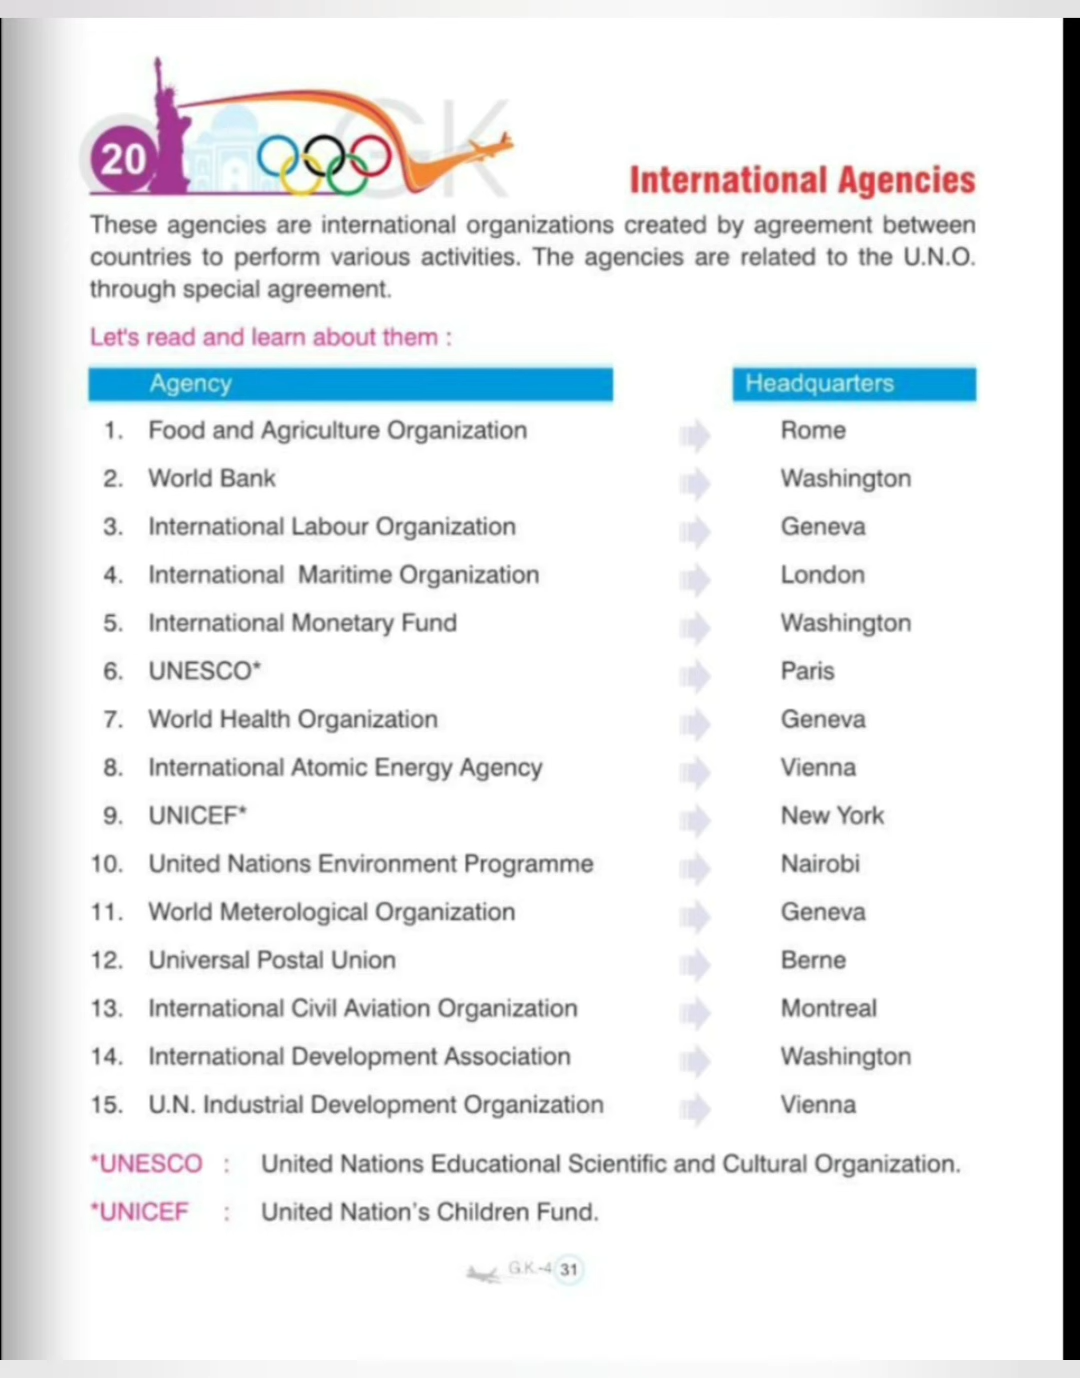 20
GK
International Agencies
These agencies are international organizations created by agreement between
countries to perform various activities. The agencies are related to the U.N.O.
through special agreement.
Let's read and learn about them :
Agency Headquarters
1. Food and Agriculture Organization Rome
2. World Bank Washington
3. International Labour Organization Geneva
4. International Maritime Organization London
5. International Monetary Fund Washington
6. UNESCO* Paris
7. World Health Organization Geneva
8. International Atomic Energy Agency Vienna
9. UNICEF* New York
10. United Nations Environment Programme Nairobi
11. World Meterological Organization Geneva
12. Universal Postal Union Berne
13. International Civil Aviation Organization Montreal
14. International Development Association Washington
15. U.N. Industrial Development Organization Vienna
*UNESCO : United Nations Educational Scientific and Cultural Organization.
*UNICEF : United Nation's Children Fund.
G.K.-4 31